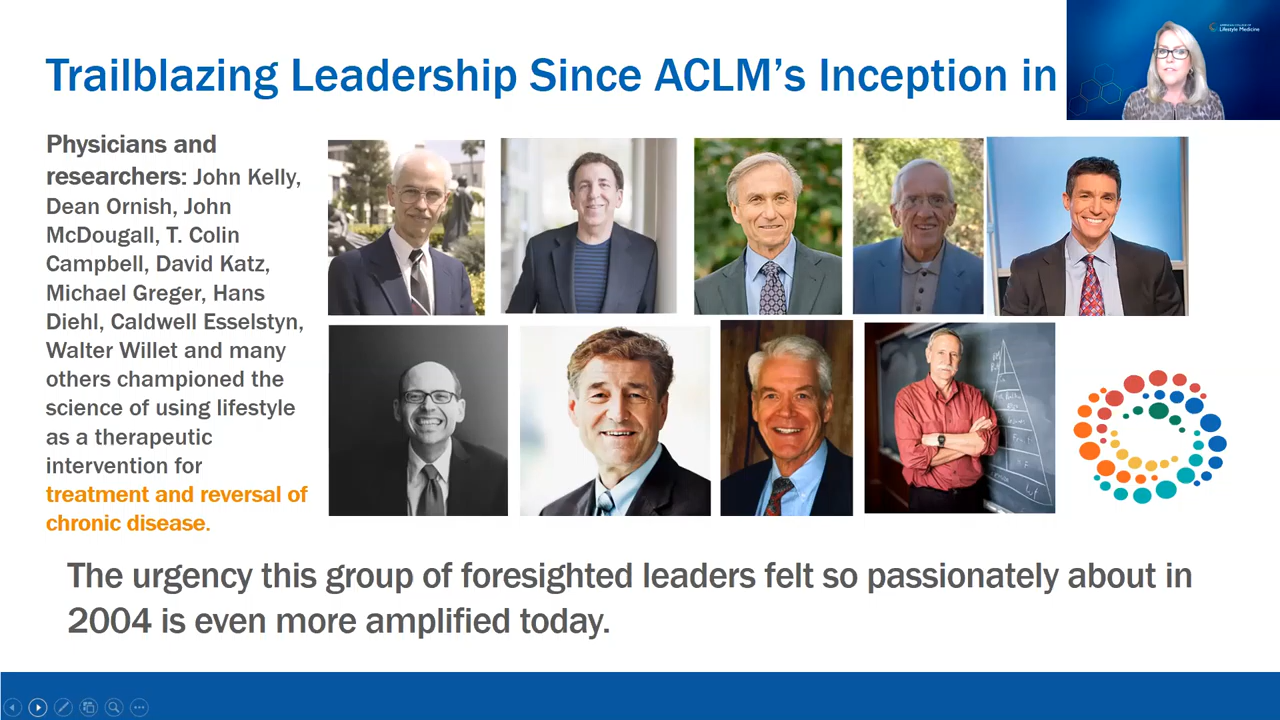 Trailblazing Leadership Since ACLM's Inception in
Lifestyle Medicine
Physicians and
researchers: John Kelly,
Dean Ornish, John
McDougall, T. Colin
Campbell, David Katz,
Michael Greger, Hans
Diehl, Caldwell Esselstyn,
Walter Willet and many
others championed the
science of using lifestyle
as a therapeutic
intervention for
treatment and reversal of
chronic disease.
The urgency this group of foresighted leaders felt so passionately about in
2004 is even more amplified today.